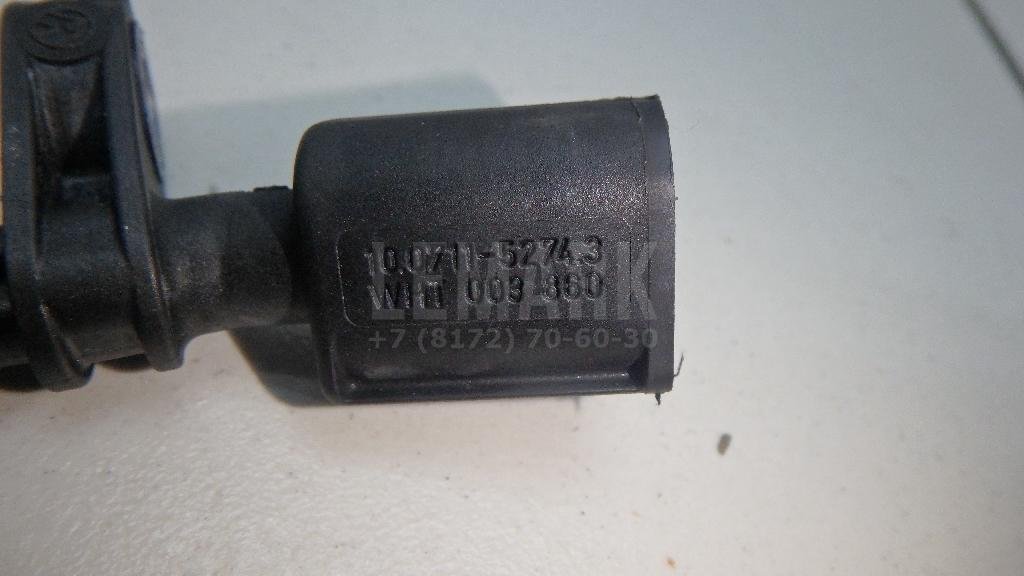 10.0711-5274.3
WHT 003 860
LEMARK
+7 (8172) 70-60-30